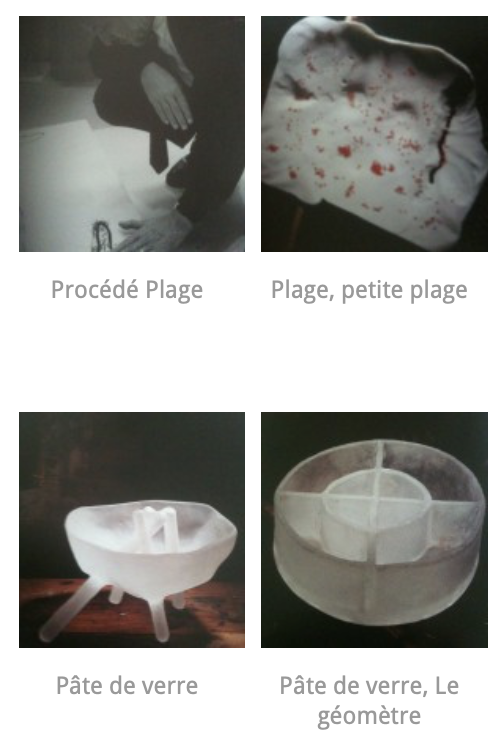 Procédé Plage
Plage, petite plage
Pâte de verre
Pâte de verre, Le
géomètre